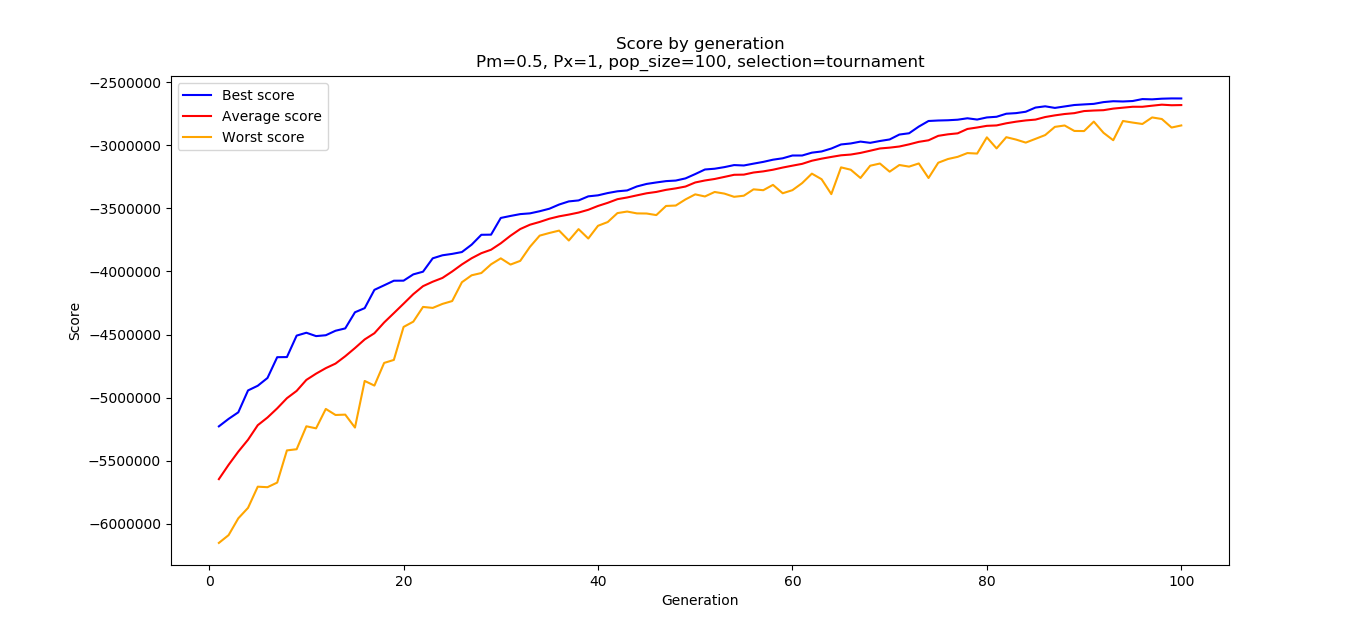 Score by generation
Pm=0.5, Px=1, pop_size=100, selection=tournament
Best score
Average score
Worst score
−2500000
−3000000
−3500000
−4000000
−4500000
−5000000
−5500000
−6000000
Score
0 20 40 60 80 100
Generation